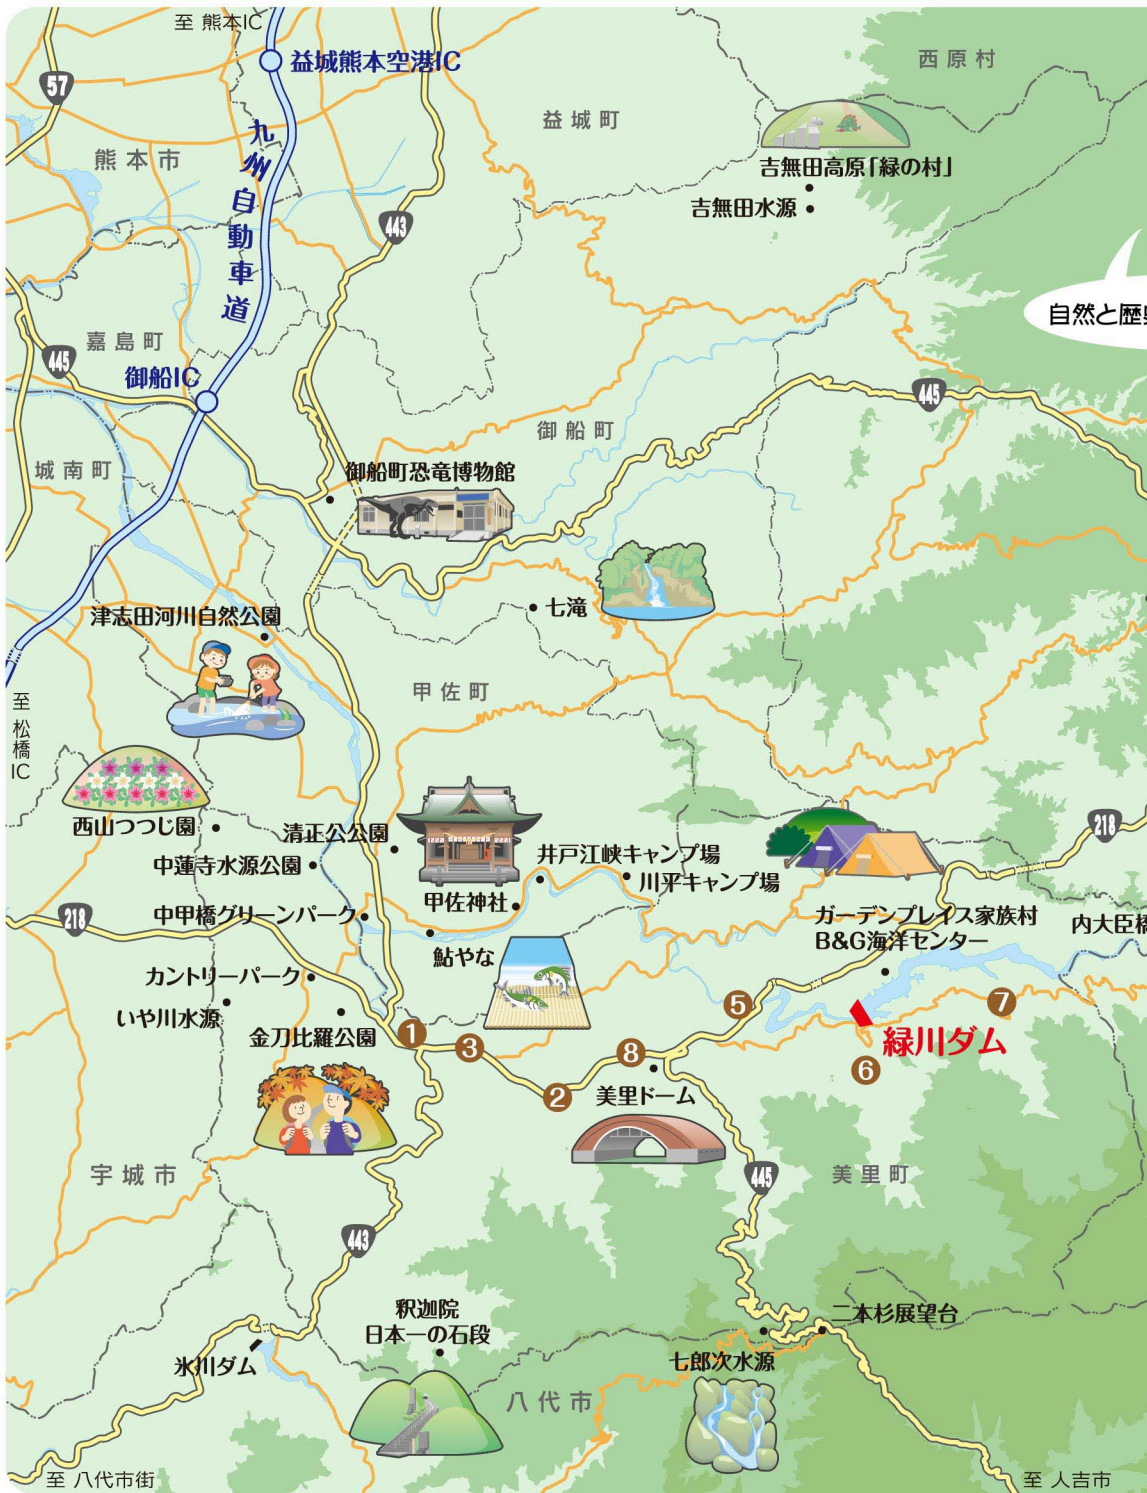 至 熊本IC
益城熊本空港IC
西原村
57
益城町
九州自動車道
熊本市
吉無田高原「緑の村」
吉無田水源
443
自然と歴史
嘉島町
445
御船IC
445
御船町
城南町
御船町恐竜博物館
七滝
津志田河川自然公園
甲佐町
至 松橋IC
西山つつじ園
清正公公園
218
中蓮寺水源公園
井戸江峡キャンプ場
川平キャンプ場
甲佐神社
218
中甲橋グリーンパーク
ガーデンプレイス家族村
B&G海洋センター
内大臣橋
鮎やな
カントリーパーク
いや川水源
金刀比羅公園
1
3
5
7
緑川ダム
8
6
2
美里ドーム
宇城市
445
美里町
443
釈迦院
日本一の石段
二本杉展望台
氷川ダム
七郎次水源
八代市
至 八代市街
至 人吉市